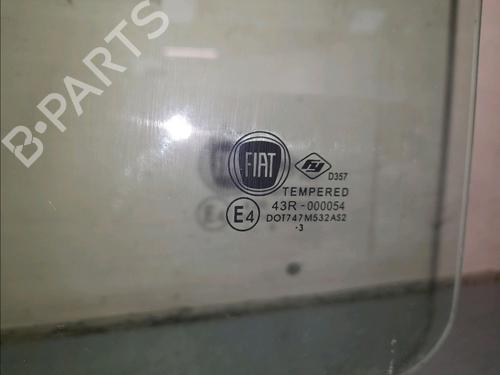 B-PARTS
FIAT
D357
TEMPERED
E4
43R-000054
DOT747M532AS2
·3